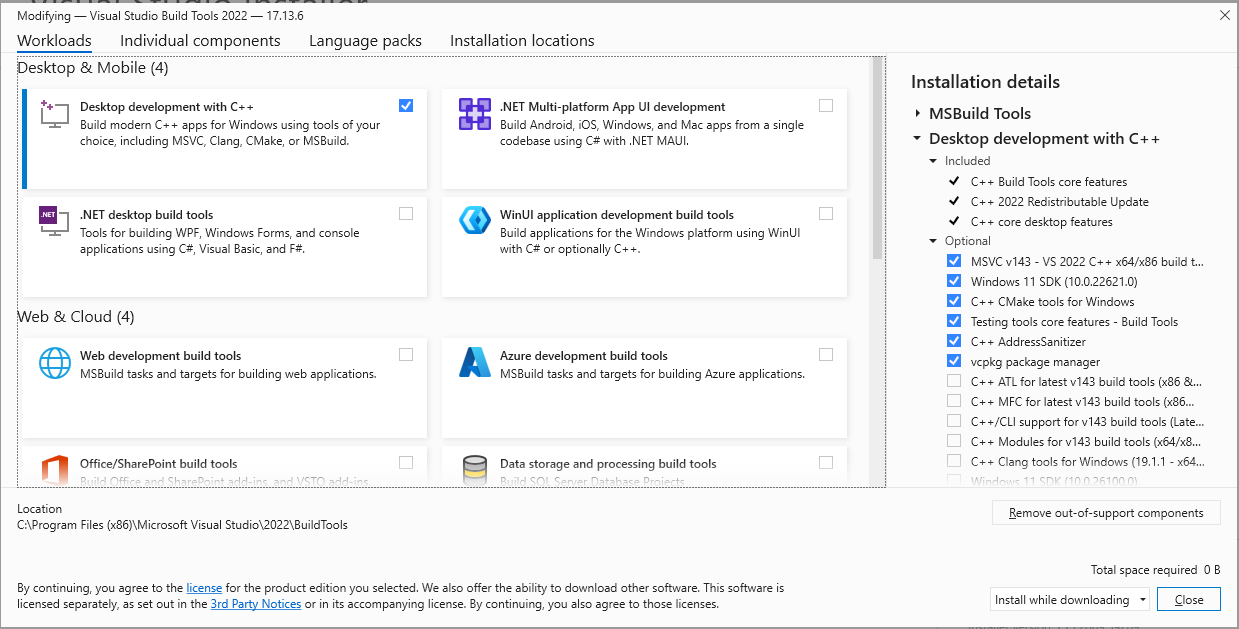 Modifying — Visual Studio Build Tools 2022 — 17.13.6
Workloads
Individual components
Language packs
Installation locations
Desktop & Mobile (4)
Desktop development with C++
Build modern C++ apps for Windows using tools of your
choice, including MSVC, Clang, CMake, or MSBuild.
.NET Multi-platform App UI development
Build Android, iOS, Windows, and Mac apps from a single
codebase using C# with .NET MAUI.
.NET
.NET desktop build tools
Tools for building WPF, Windows Forms, and console
applications using C#, Visual Basic, and F#.
WinUI application development build tools
Build applications for the Windows platform using WinUI
with C# or optionally C++.
Web & Cloud (4)
Web development build tools
MSBuild tasks and targets for building web applications.
Azure development build tools
MSBuild tasks and targets for building Azure applications.
Office/SharePoint build tools
Build Office and SharePoint add-ins, and VSTO add-ins.
Data storage and processing build tools
Build SQL Server Database Projects
Installation details
MSBuild Tools
Desktop development with C++
Included
C++ Build Tools core features
C++ 2022 Redistributable Update
C++ core desktop features
Optional
MSVC v143 - VS 2022 C++ x64/x86 build t...
Windows 11 SDK (10.0.22621.0)
C++ CMake tools for Windows
Testing tools core features - Build Tools
C++ AddressSanitizer
vcpkg package manager
C++ ATL for latest v143 build tools (x86 &...
C++ MFC for latest v143 build tools (x86...
C++/CLI support for v143 build tools (Late...
C++ Modules for v143 build tools (x64/x8...
C++ Clang tools for Windows (19.1.1 - x64...
Windows 11 SDK (10.0.26100.0)
Location
C:\Program Files (x86)\Microsoft Visual Studio\2022\BuildTools
Remove out-of-support components
Total space required 0 B
By continuing, you agree to the license for the product edition you selected. We also offer the ability to download other software. This software is
licensed separately, as set out in the 3rd Party Notices or in its accompanying license. By continuing, you also agree to those licenses.
Install while downloading
Close